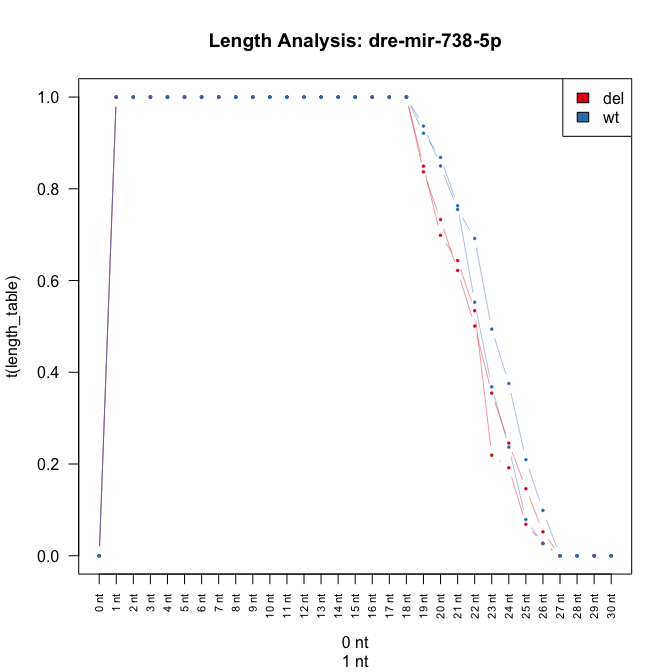 Length Analysis: dre-mir-738-5p
del
wt
t(length_table)
1.0
0.8
0.6
0.4
0.2
0.0
0 nt
1 nt
2 nt
3 nt
4 nt
5 nt
6 nt
7 nt
8 nt
9 nt
10 nt
11 nt
12 nt
13 nt
14 nt
15 nt
16 nt
17 nt
18 nt
19 nt
20 nt
21 nt
22 nt
23 nt
24 nt
25 nt
26 nt
27 nt
28 nt
29 nt
30 nt
0 nt
1 nt